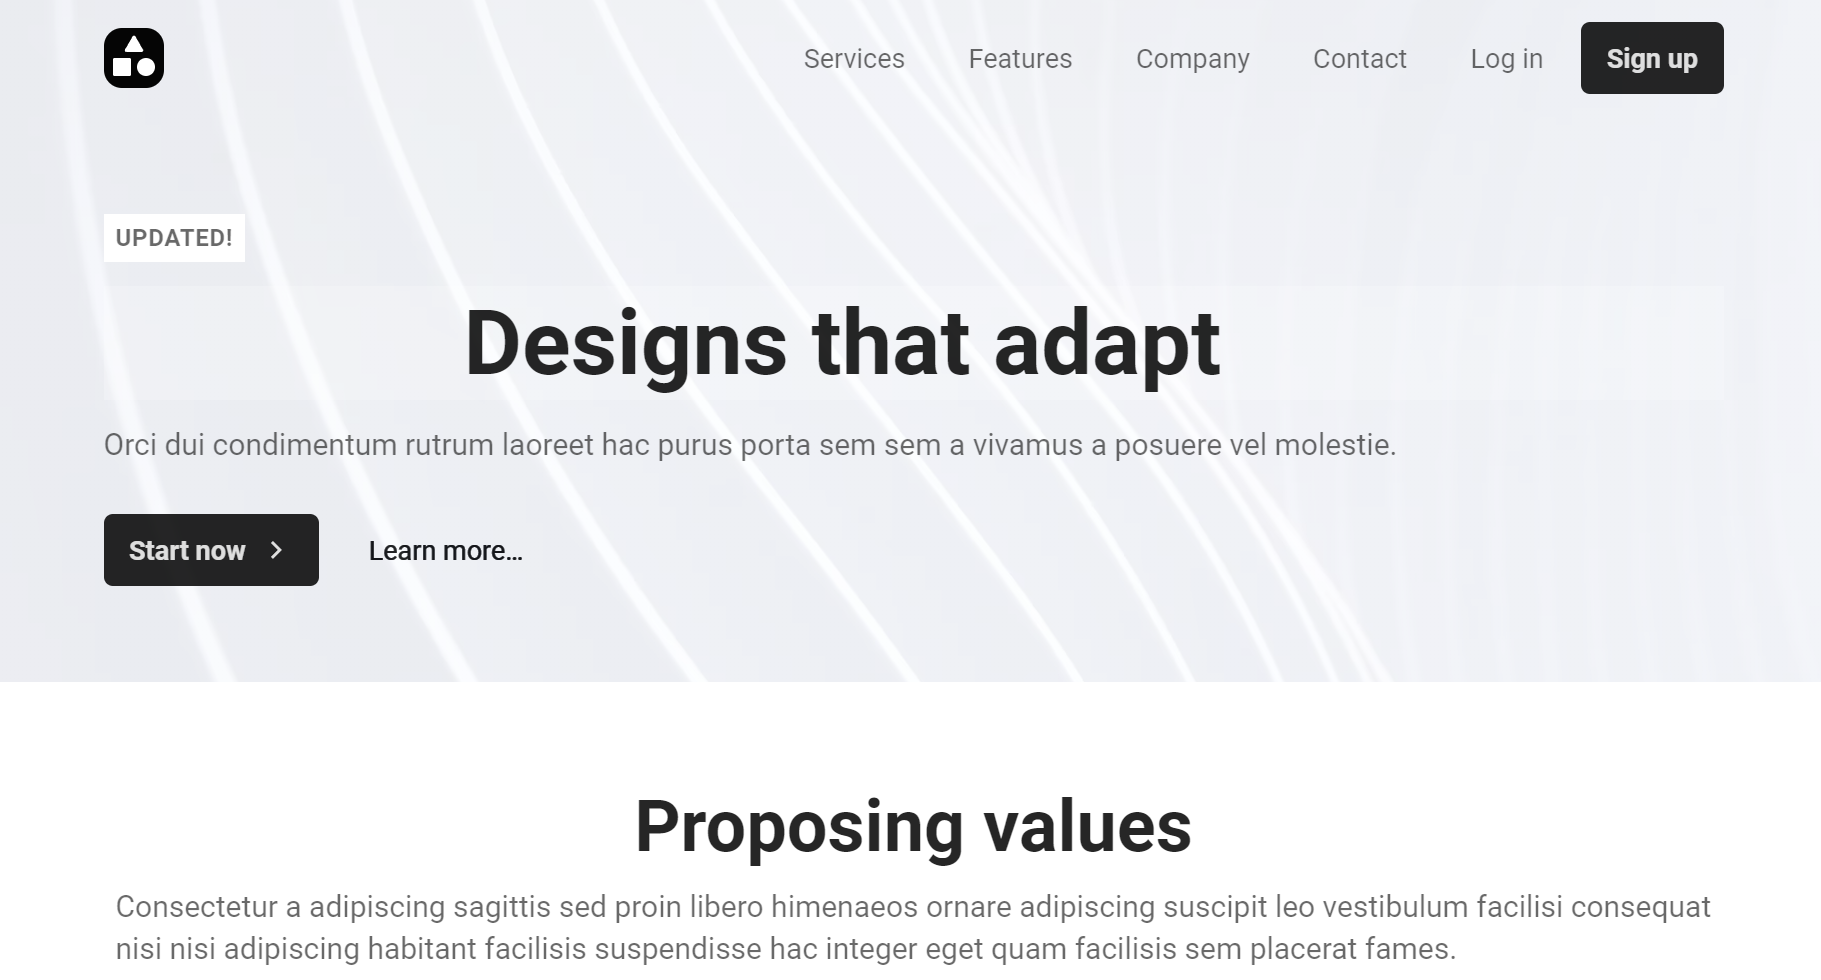 Services Features Company Contact Log in Sign up
UPDATED!
Designs that adapt
Orci dui condimentum rutrum laoreet hac purus porta sem sem a vivamus a posuere vel molestie.
Start now Learn more...
Proposing values
Consectetur a adipiscing sagittis sed proin libero himenaeos ornare adipiscing suscipit leo vestibulum facilisi consequat
nisi nisi adipiscing habitant facilisis suspendisse hac integer eget quam facilisis sem placerat fames.